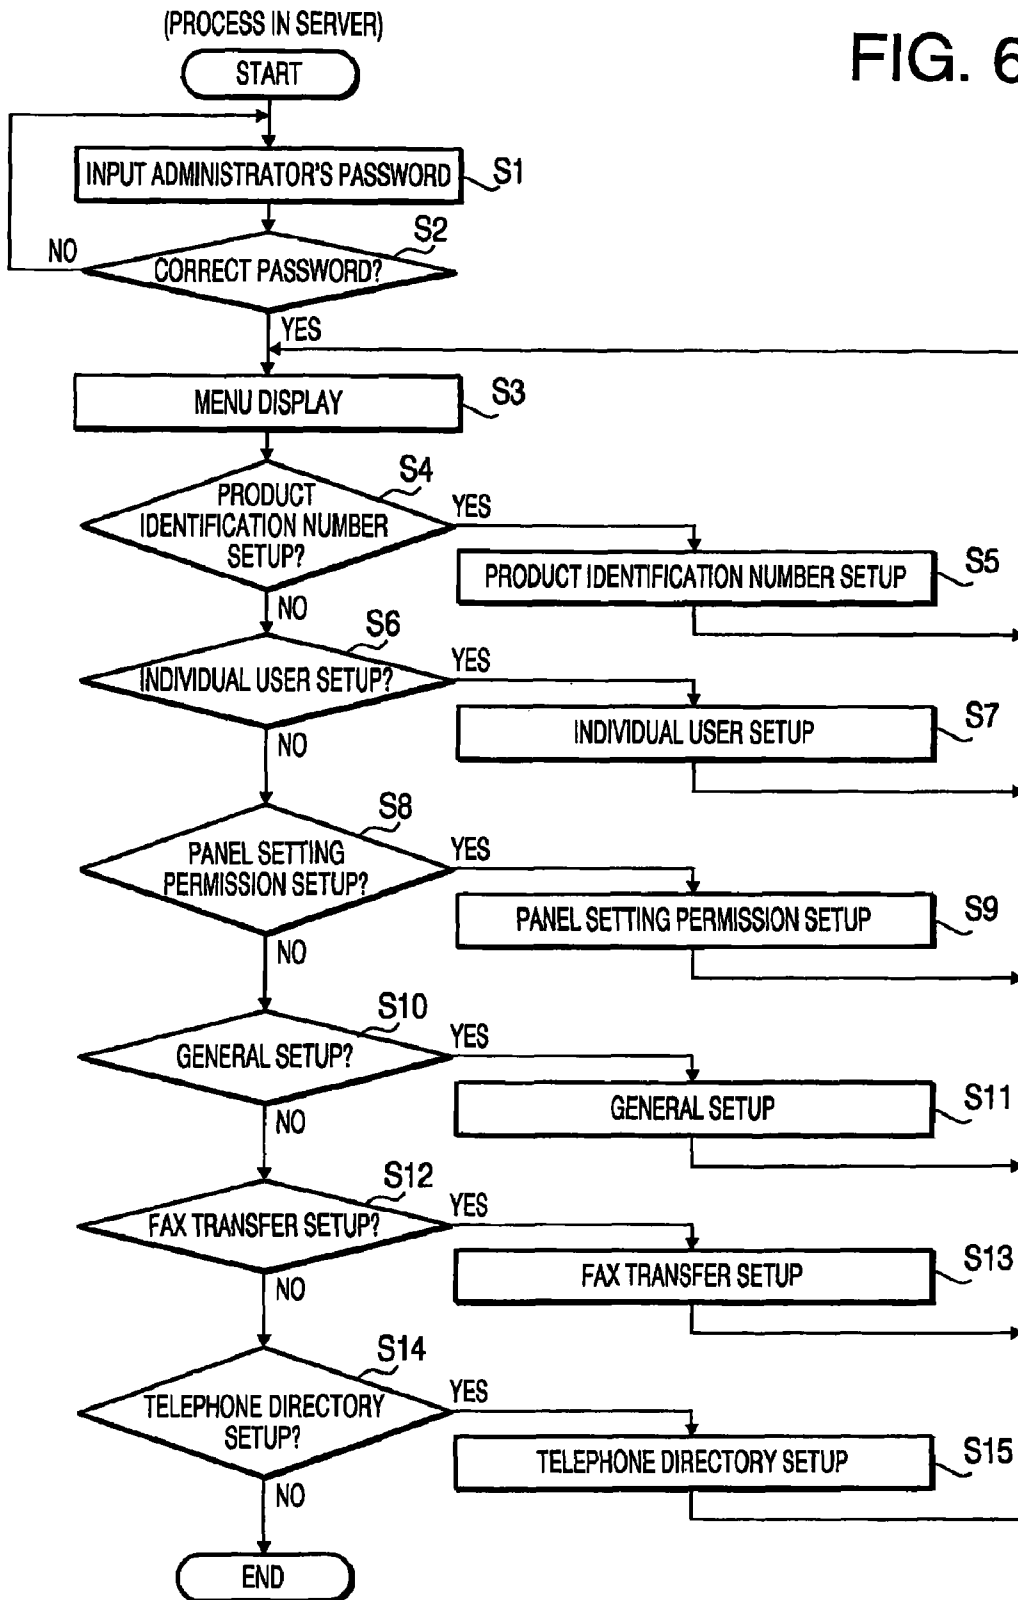 (PROCESS IN SERVER)
FIG. 6
START
INPUT ADMINISTRATOR'S PASSWORD
S1
S2
NO
CORRECT PASSWORD?
YES
MENU DISPLAY
S3
S4
PRODUCT
IDENTIFICATION NUMBER
SETUP?
YES
PRODUCT IDENTIFICATION NUMBER SETUP
S5
NO
S6
INDIVIDUAL USER SETUP?
YES
INDIVIDUAL USER SETUP
S7
NO
S8
PANEL SETTING
PERMISSION SETUP?
YES
PANEL SETTING PERMISSION SETUP
S9
NO
S10
GENERAL SETUP?
YES
GENERAL SETUP
S11
NO
S12
FAX TRANSFER SETUP?
YES
FAX TRANSFER SETUP
S13
NO
S14
TELEPHONE DIRECTORY
SETUP?
YES
TELEPHONE DIRECTORY SETUP
S15
NO
END